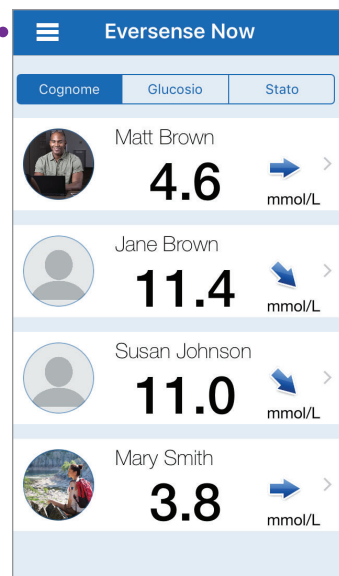 Eversense Now
Cognome Glucosio Stato
Matt Brown
4.6
mmol/L
Jane Brown
11.4
mmol/L
Susan Johnson
11.0
mmol/L
Mary Smith
3.8
mmol/L